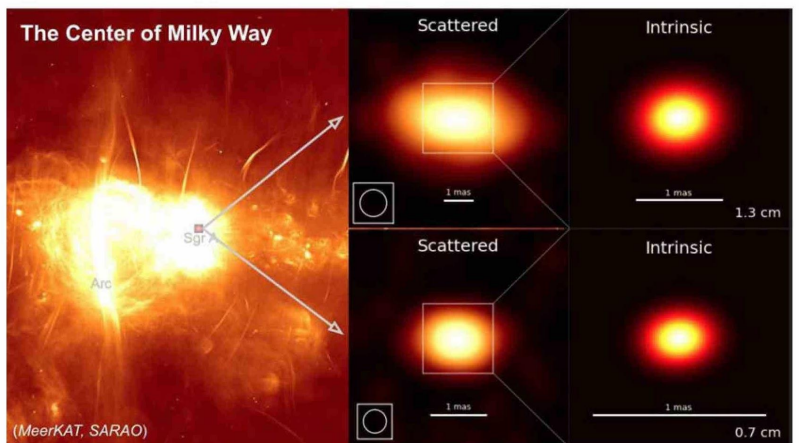 The Center of Milky Way
Sgr A
Arc
(MeerKAT, SARAO)
Scattered
1 mas
Intrinsic
1 mas
1.3 cm
Scattered
1 mas
Intrinsic
1 mas
0.7 cm